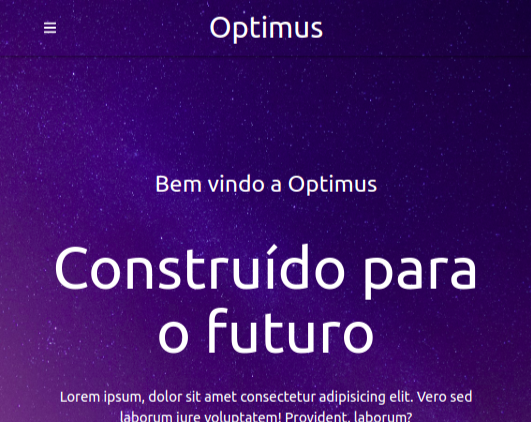 Optimus
Bem vindo a Optimus
Construído para
o futuro
Lorem ipsum, dolor sit amet consectetur adipisicing elit. Vero sed
laborum iure voluptatem! Provident, laborum?